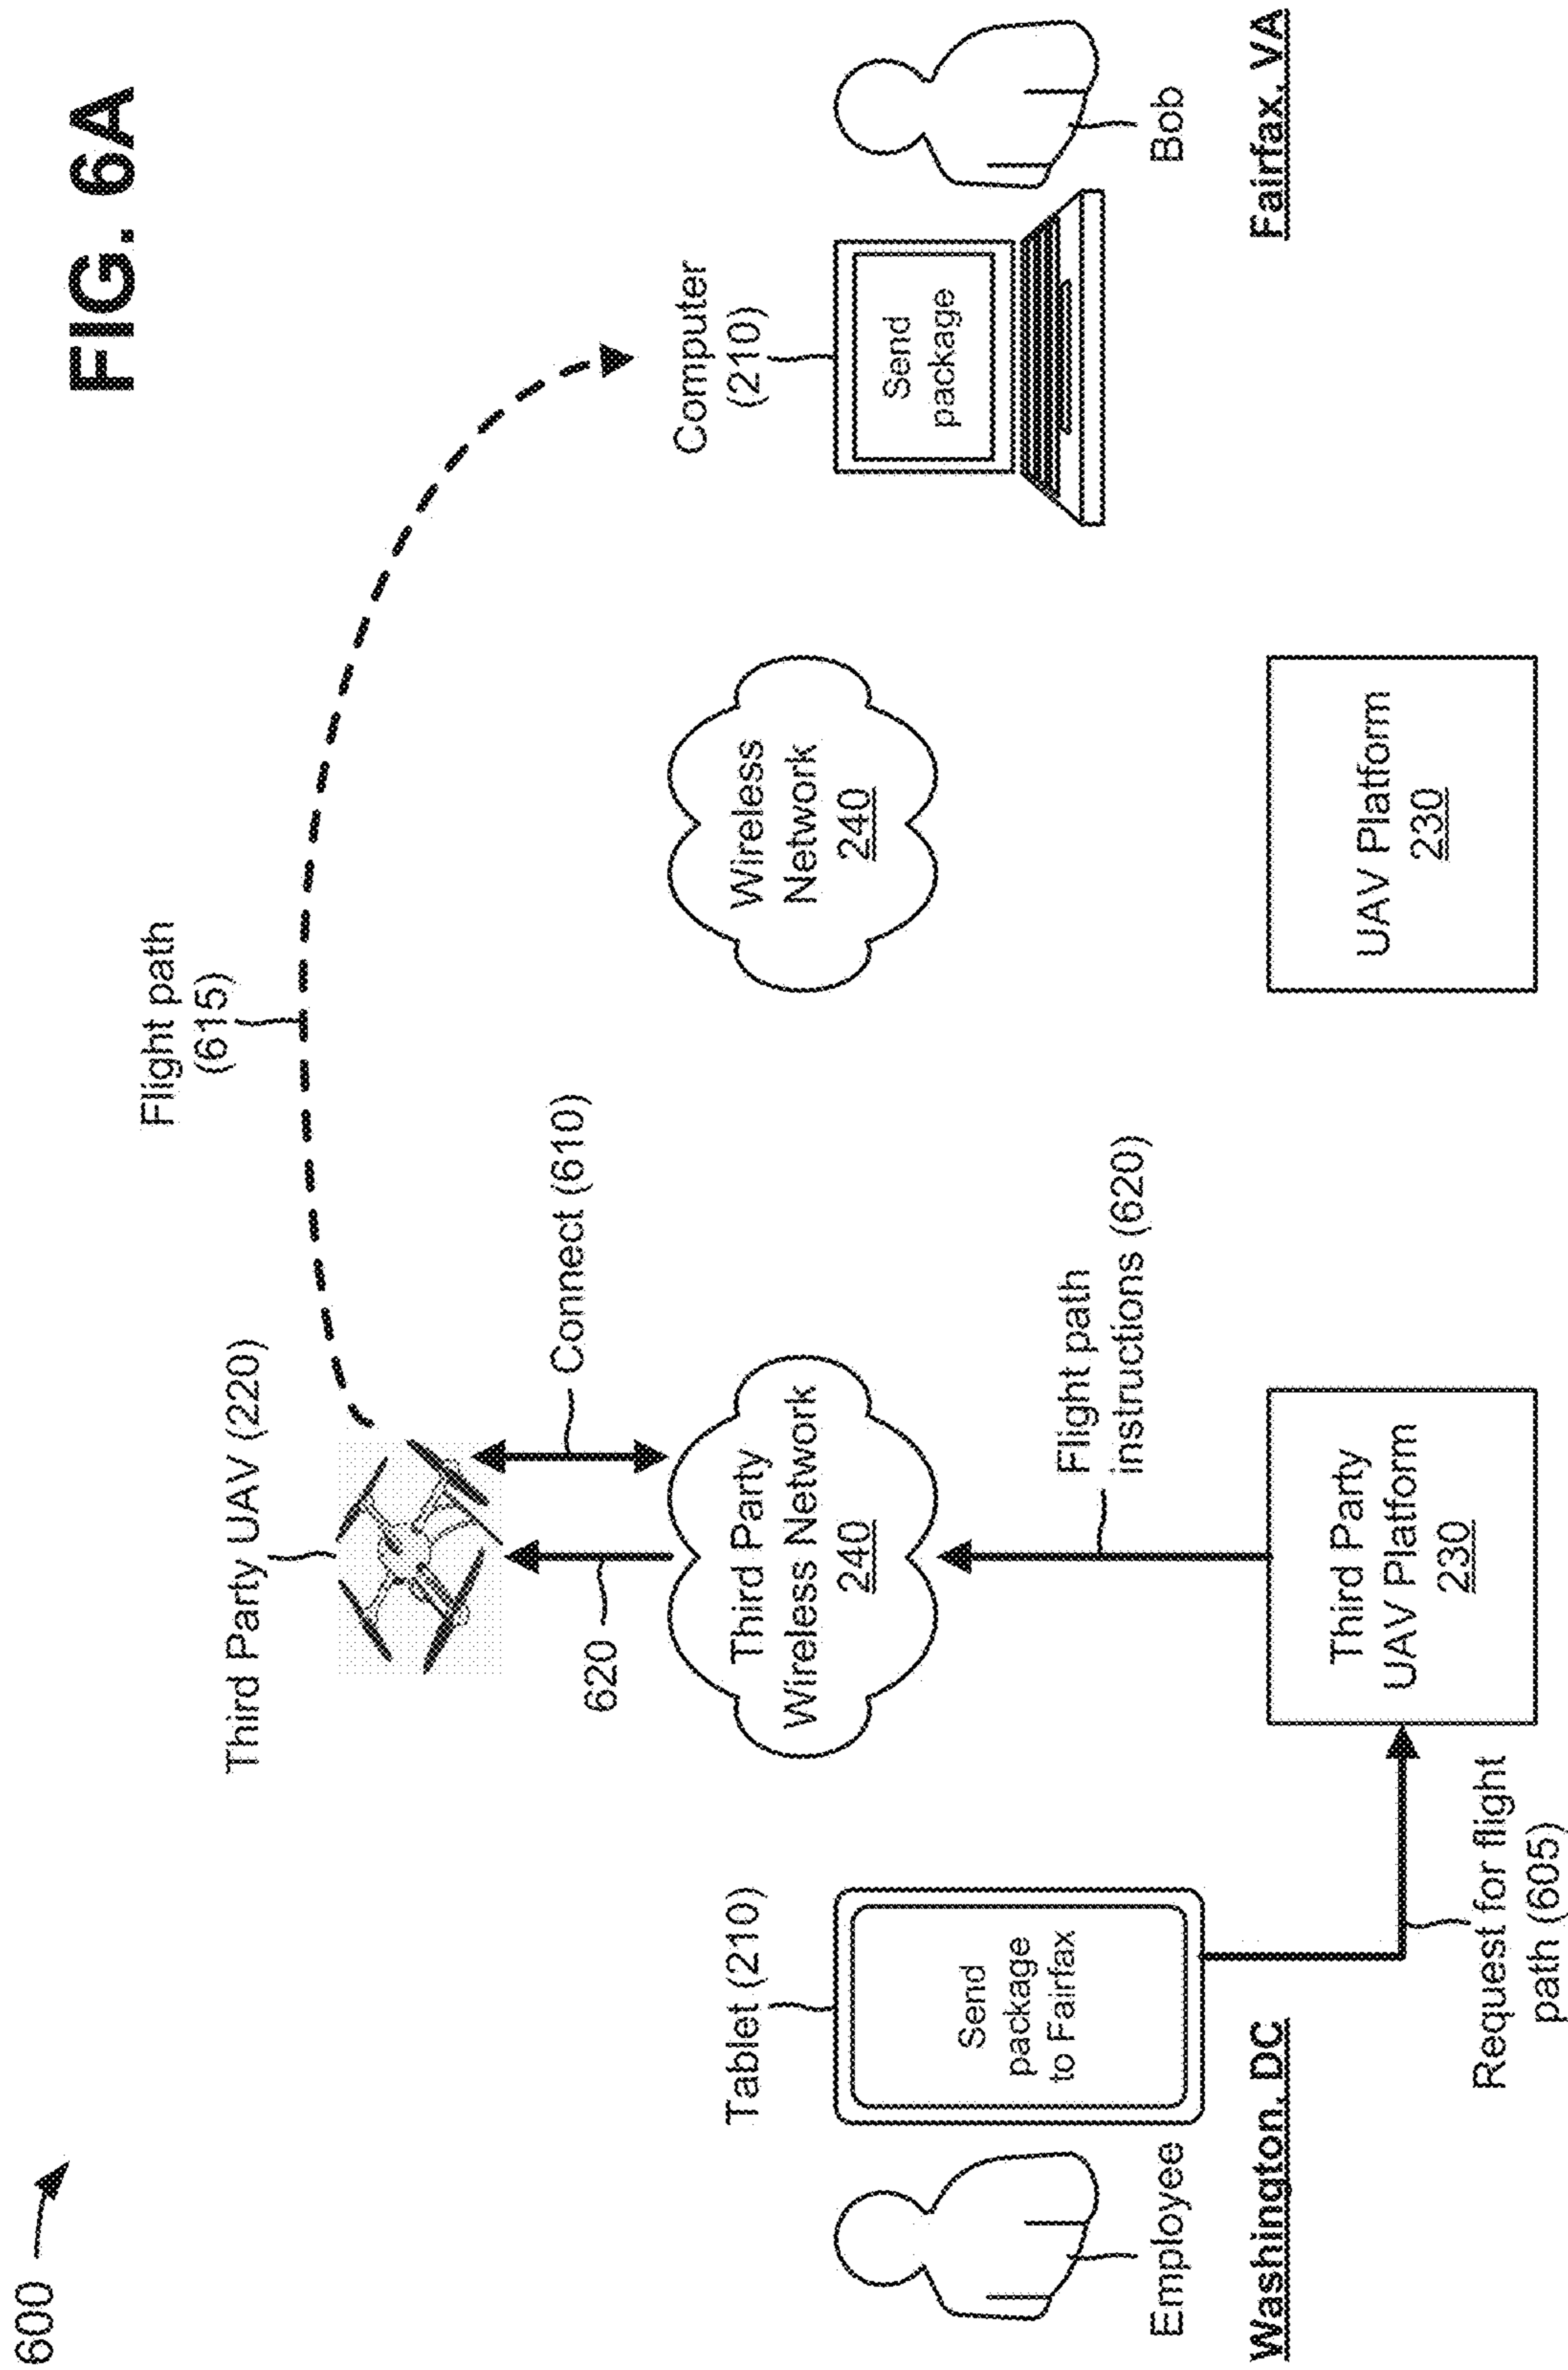 600
FIG. 6A
Flight path
(615)
Third Party UAV (220)
Connect (610)
620
Tablet (210)
Send
package
to Fairfax
Third Party
Wireless Network
240
Wireless
Network
240
Computer
(210)
Send
package
Employee
Flight path
instructions (620)
Bob
Washington, DC
Third Party
UAV Platform
230
UAV Platform
230
Fairfax, VA
Request for flight
path (605)